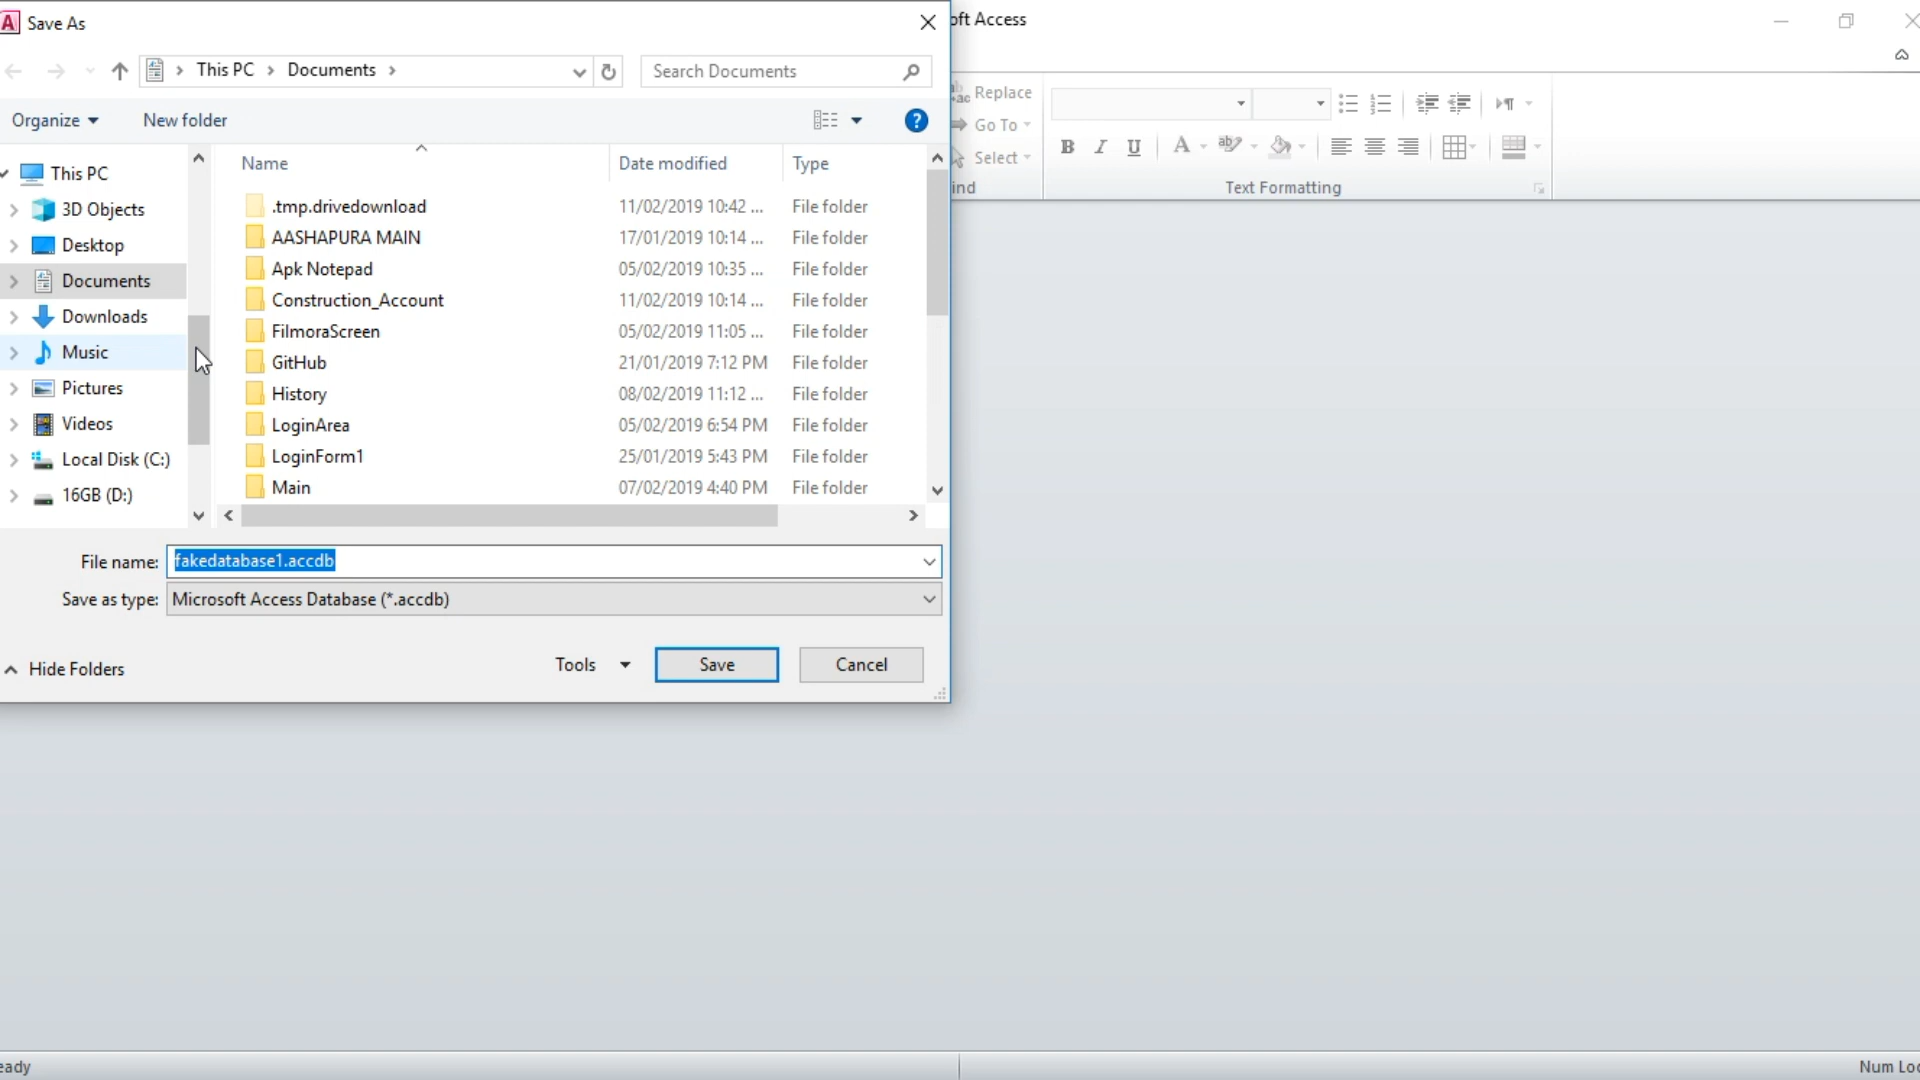 Save As
oft Access
This PC > Documents >
Search Documents
Replace
Go To
Select
ind
B I U A
Text Formatting
Organize
New folder
Name Date modified Type
This PC
3D Objects
Desktop
Documents
Downloads
Music
Pictures
Videos
Local Disk (C:)
16GB (D:)
.tmp.drivedownload 11/02/2019 10:42 ... File folder
AASHAPURA MAIN 17/01/2019 10:14 ... File folder
Apk Notepad 05/02/2019 10:35 ... File folder
Construction_Account 11/02/2019 10:14 ... File folder
FilmoraScreen 05/02/2019 11:05 ... File folder
GitHub 21/01/2019 7:12 PM File folder
History 08/02/2019 11:12 ... File folder
LoginArea 05/02/2019 6:54 PM File folder
LoginForm1 25/01/2019 5:43 PM File folder
Main 07/02/2019 4:40 PM File folder
File name: fakedatabase1.accdb
Save as type: Microsoft Access Database (*.accdb)
Hide Folders
Tools
Save
Cancel
eady
Num Loc